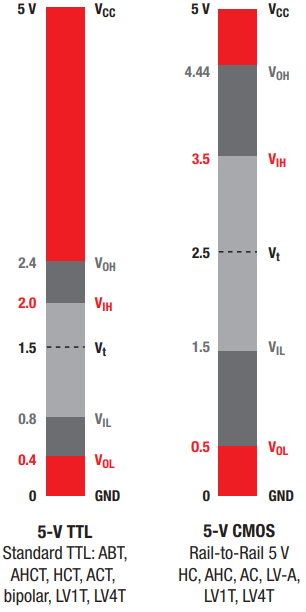 5 V VCC
2.4 VOH
2.0 VIH
1.5 Vt
0.8 VIL
0.4 VOL
0 GND
5-V TTL
Standard TTL: ABT,
AHCT, HCT, ACT,
bipolar, LV1T, LV4T
5 V VCC
4.44 VOH
3.5 VIH
2.5 Vt
1.5 VIL
0.5 VOL
0 GND
5-V CMOS
Rail-to-Rail 5 V
HC, AHC, AC, LV-A,
LV1T, LV4T